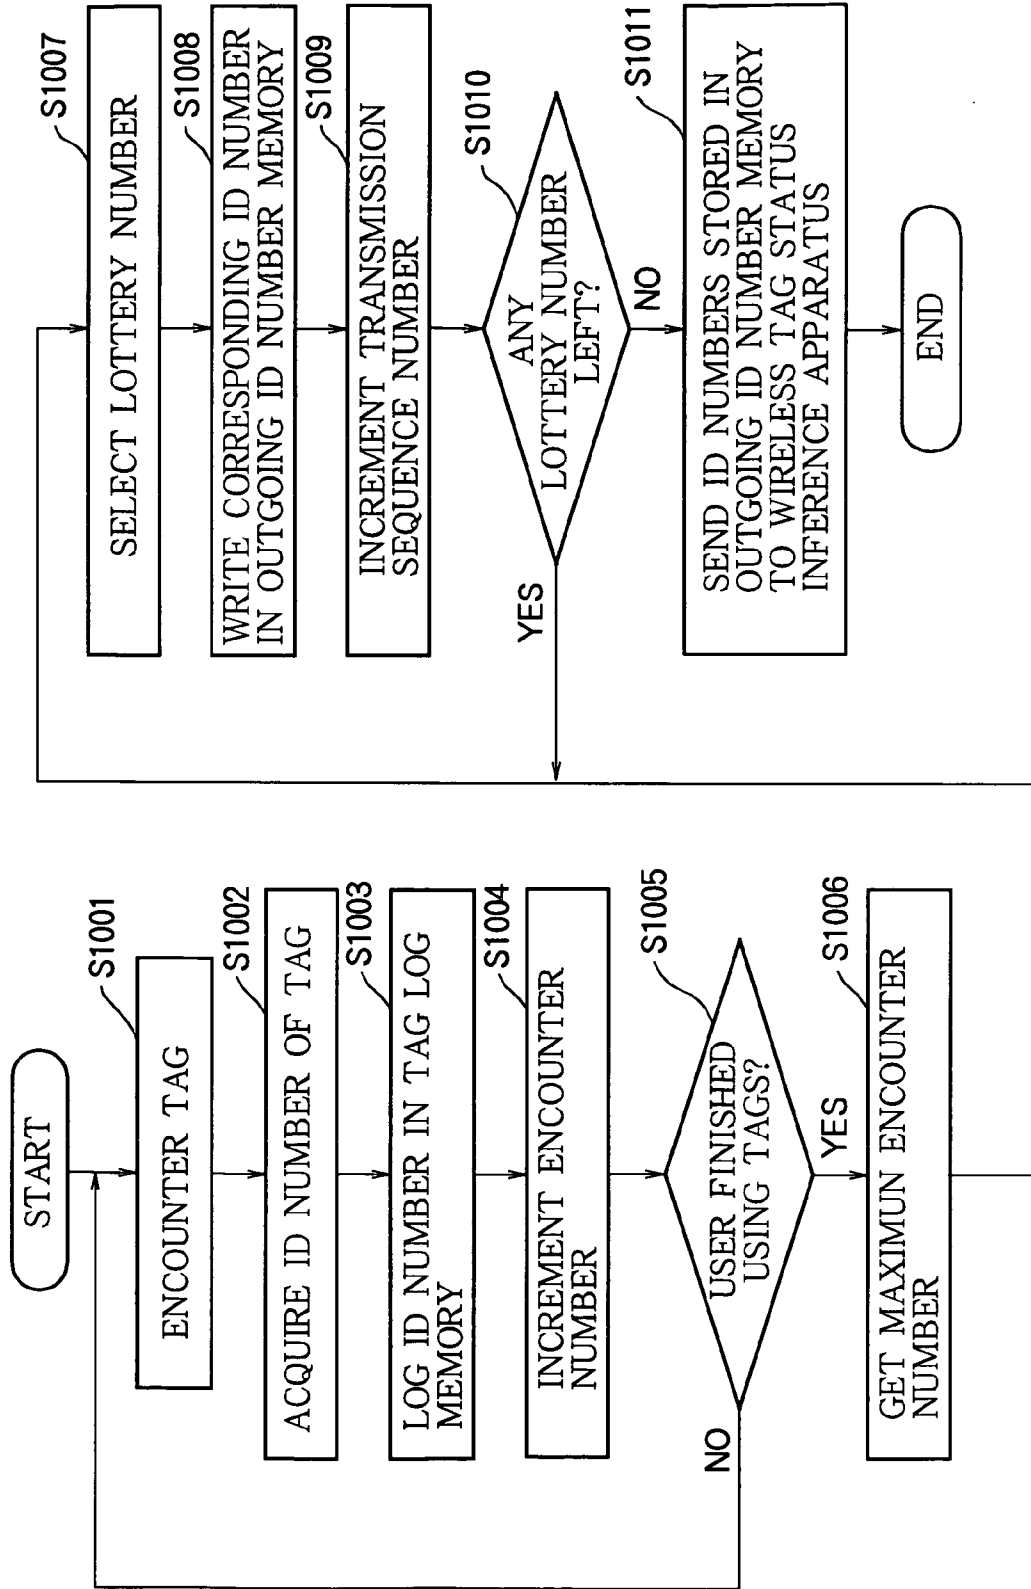 START
S1001
ENCOUNTER TAG
S1002
ACQUIRE ID NUMBER OF TAG
S1003
LOG ID NUMBER IN TAG LOG
MEMORY
S1004
INCREMENT ENCOUNTER
NUMBER
S1005
USER FINISHED
USING TAGS?
NO
YES
S1006
GET MAXIMUN ENCOUNTER
NUMBER
S1007
SELECT LOTTERY NUMBER
S1008
WRITE CORRESPONDING ID NUMBER
IN OUTGOING ID NUMBER MEMORY
S1009
INCREMENT TRANSMISSION
SEQUENCE NUMBER
S1010
ANY
LOTTERY NUMBER
LEFT?
YES
NO
S1011
SEND ID NUMBERS STORED IN
OUTGOING ID NUMBER MEMORY
TO WIRELESS TAG STATUS
INFERENCE APPARATUS
END